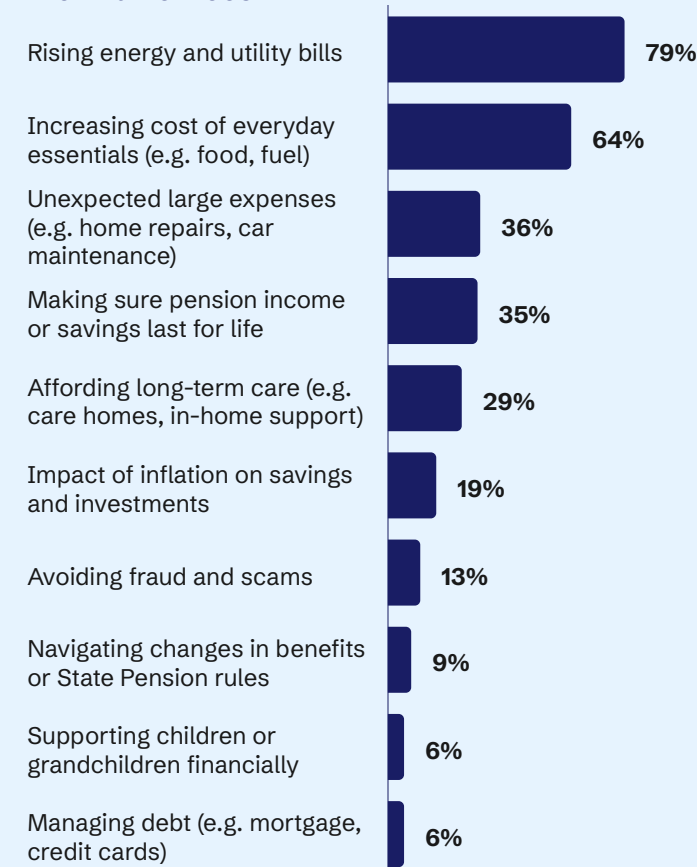 Rising energy and utility bills
79%
Increasing cost of everyday
essentials (e.g. food, fuel)
64%
Unexpected large expenses
(e.g. home repairs, car
maintenance)
36%
Making sure pension income
or savings last for life
35%
Affording long-term care (e.g.
care homes, in-home support)
29%
Impact of inflation on savings
and investments
19%
Avoiding fraud and scams
13%
Navigating changes in benefits
or State Pension rules
9%
Supporting children or
grandchildren financially
6%
Managing debt (e.g. mortgage,
credit cards)
6%